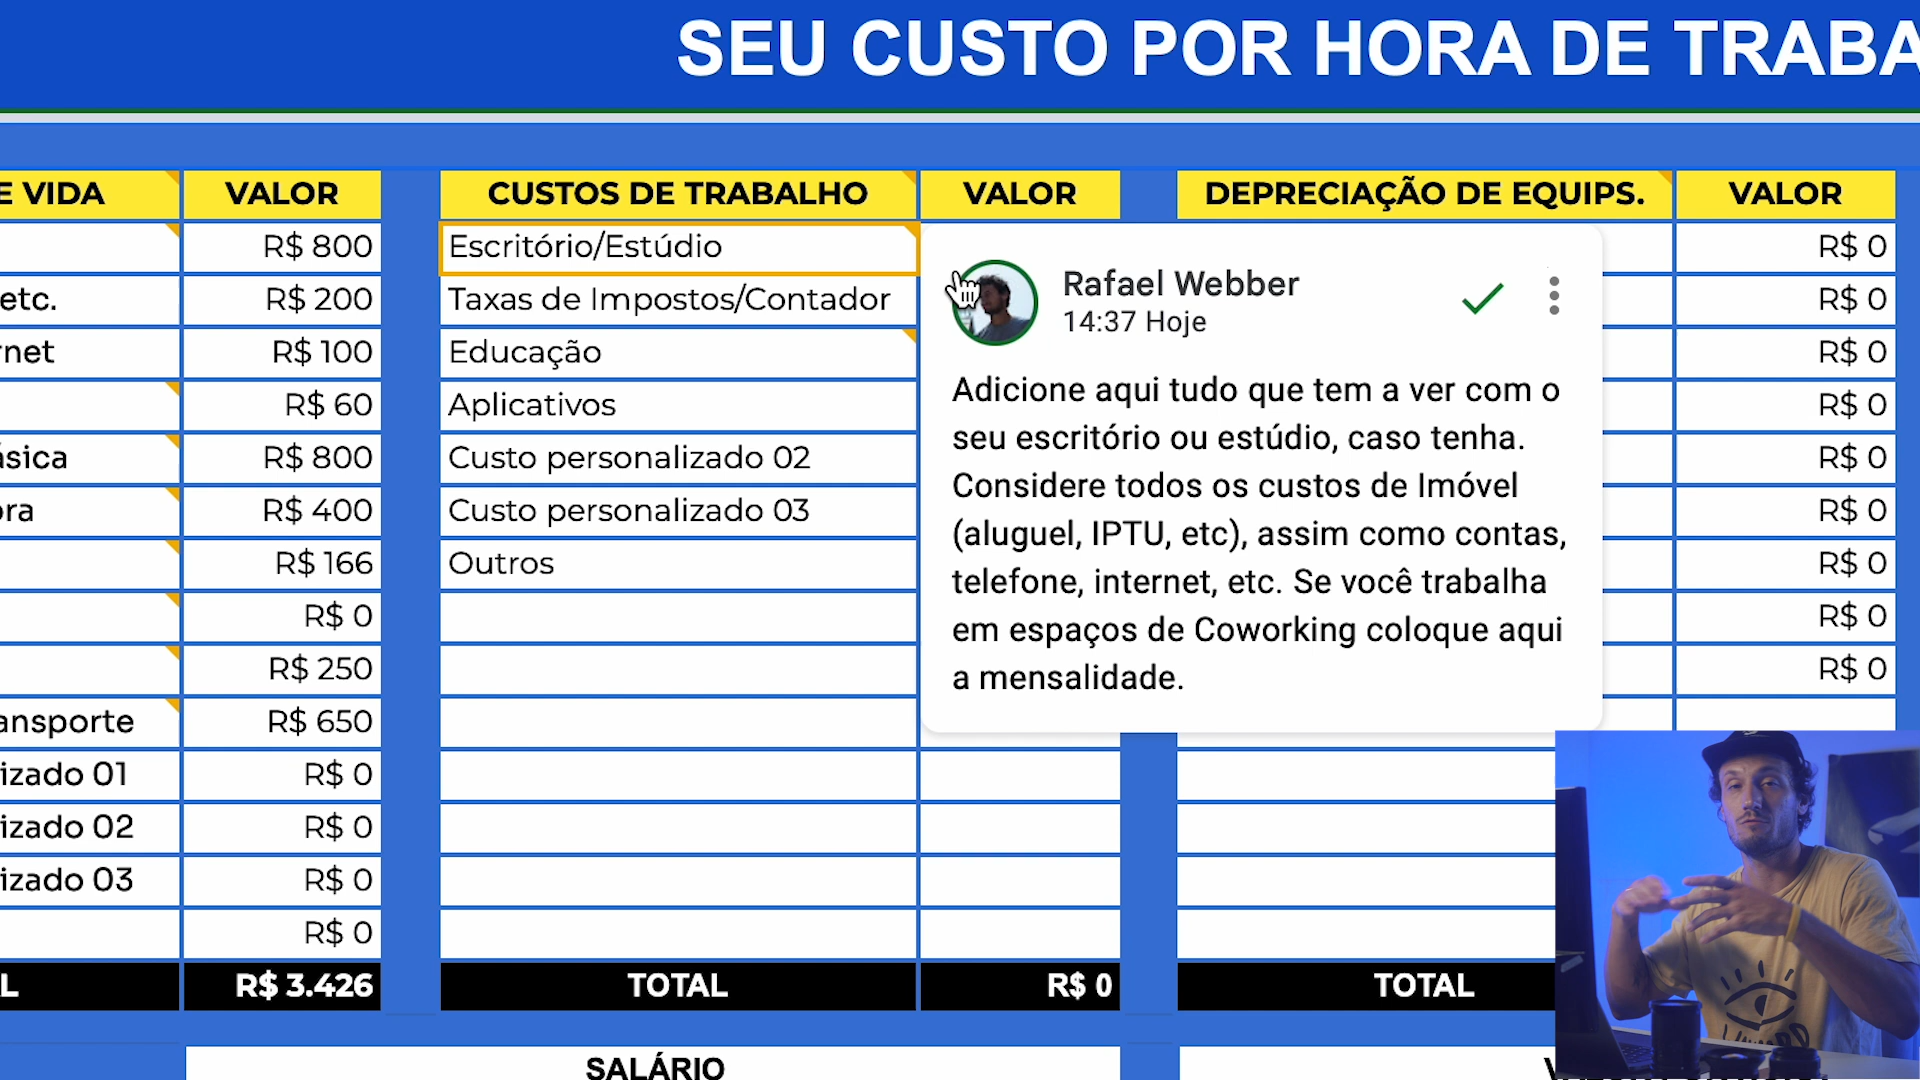 SEU CUSTO POR HORA DE TRABA
E VIDA
VALOR
R$ 800
etc.
R$ 200
rnet
R$ 100
R$ 60
ásica
R$ 800
ora
R$ 400
R$ 166
R$ 0
R$ 250
ansporte
R$ 650
izado 01
R$ 0
izado 02
R$ 0
izado 03
R$ 0
R$ 0
L
R$ 3.426
CUSTOS DE TRABALHO
VALOR
Escritório/Estúdio
Taxas de Impostos/Contador
Educação
Aplicativos
Custo personalizado 02
Custo personalizado 03
Outros
TOTAL
R$ 0
Rafael Webber
14:37 Hoje
Adicione aqui tudo que tem a ver com o
seu escritório ou estúdio, caso tenha.
Considere todos os custos de Imóvel
(aluguel, IPTU, etc), assim como contas,
telefone, internet, etc. Se você trabalha
em espaços de Coworking coloque aqui
a mensalidade.
DEPRECIAÇÃO DE EQUIPS.
VALOR
R$ 0
R$ 0
R$ 0
R$ 0
R$ 0
R$ 0
R$ 0
R$ 0
R$ 0
TOTAL
SALÁRIO